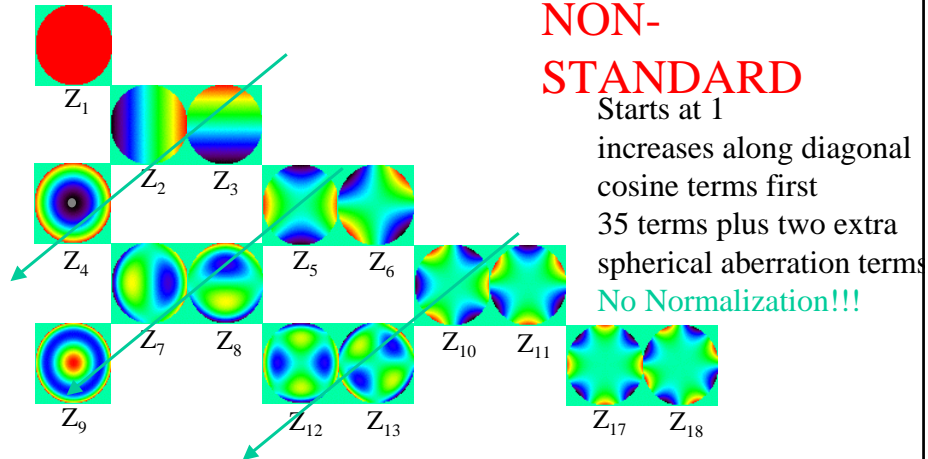 NON-
STANDARD
Starts at 1
increases along diagonal
cosine terms first
35 terms plus two extra
spherical aberration terms
No Normalization!!!
Z₁
Z₂ Z₃
Z₄ Z₅ Z₆
Z₇ Z₈ Z₁₀ Z₁₁
Z₉ Z₁₂ Z₁₃ Z₁₇ Z₁₈